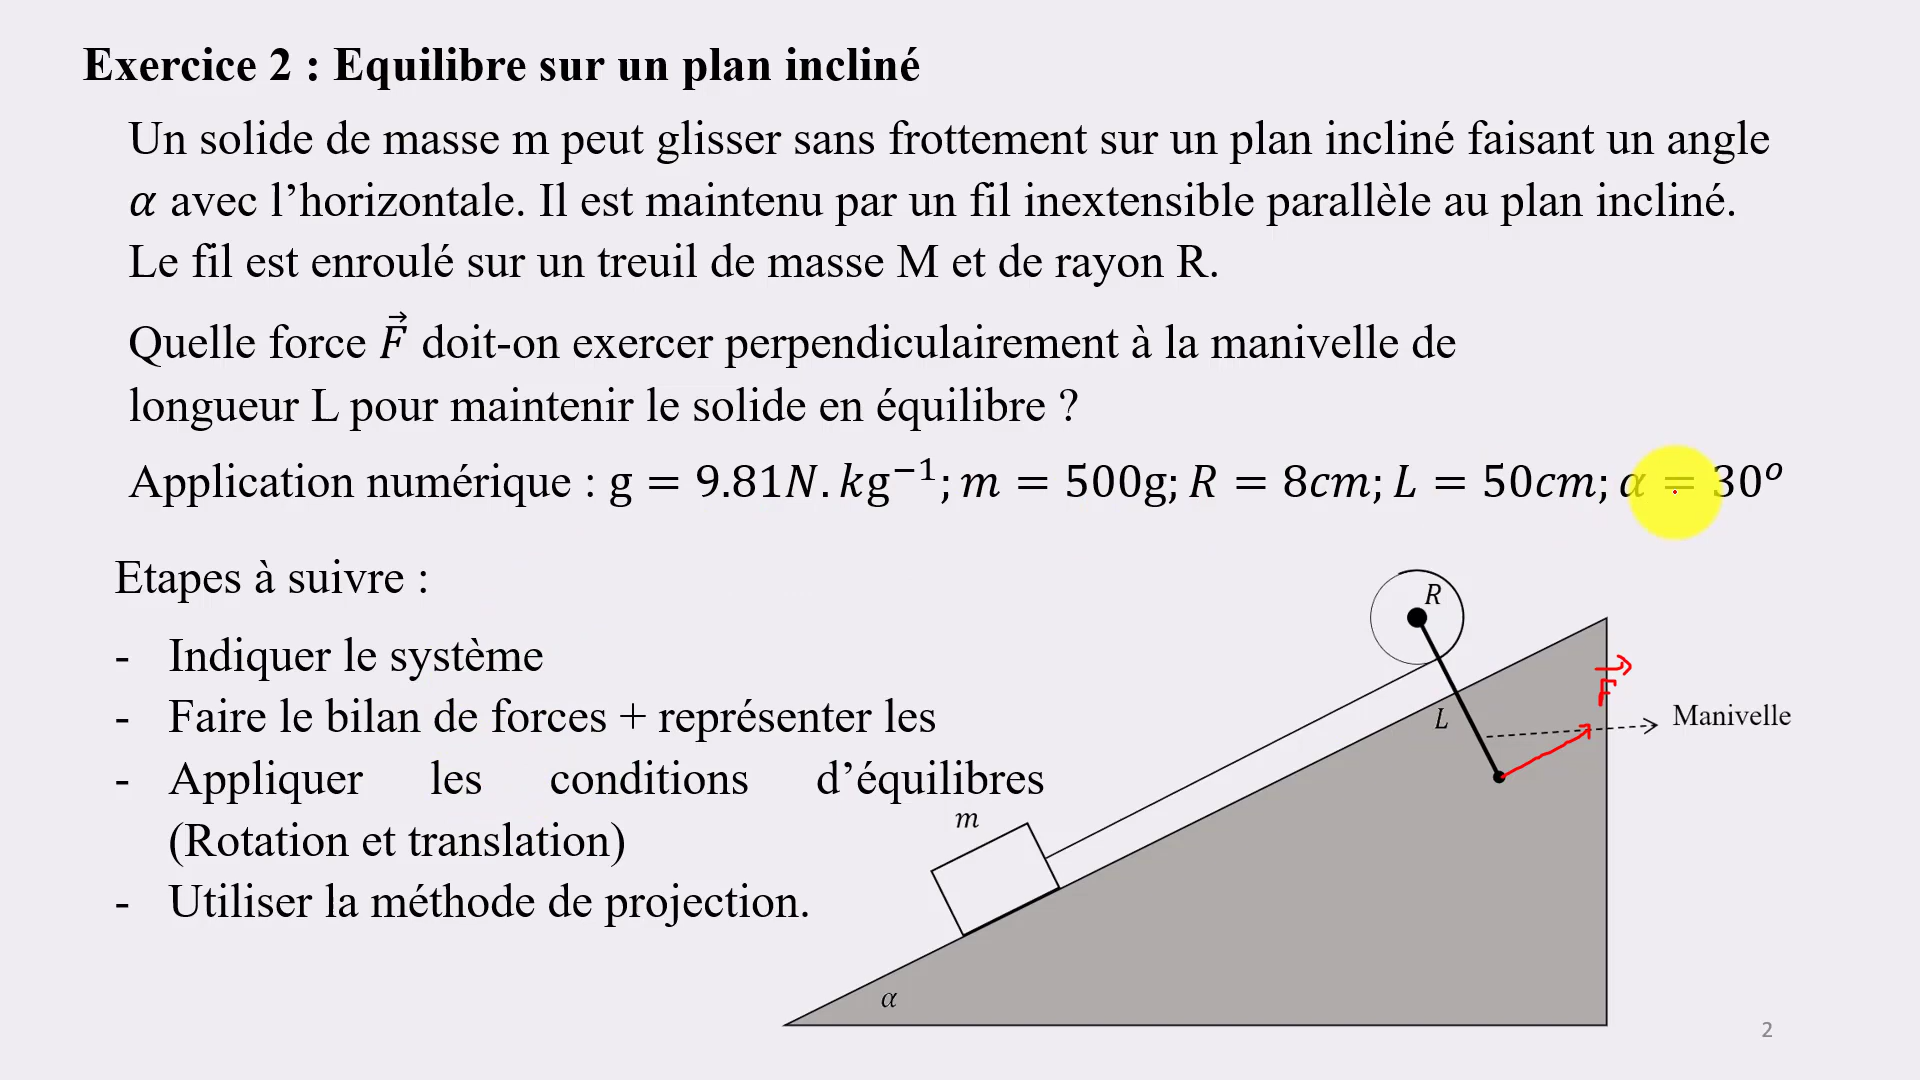 Exercice 2 : Equilibre sur un plan incliné
Un solide de masse m peut glisser sans frottement sur un plan incliné faisant un angle
α avec l’horizontale. Il est maintenu par un fil inextensible parallèle au plan incliné.
Le fil est enroulé sur un treuil de masse M et de rayon R.
Quelle force F⃗ doit-on exercer perpendiculairement à la manivelle de
longueur L pour maintenir le solide en équilibre ?
Application numérique : g = 9.81N.kg⁻¹; m = 500g; R = 8cm; L = 50cm; α = 30ᵒ
Etapes à suivre :
- Indiquer le système
- Faire le bilan de forces + représenter les
- Appliquer les conditions d’équilibres
(Rotation et translation)
- Utiliser la méthode de projection.
R
F⃗
L
Manivelle
m
α
2